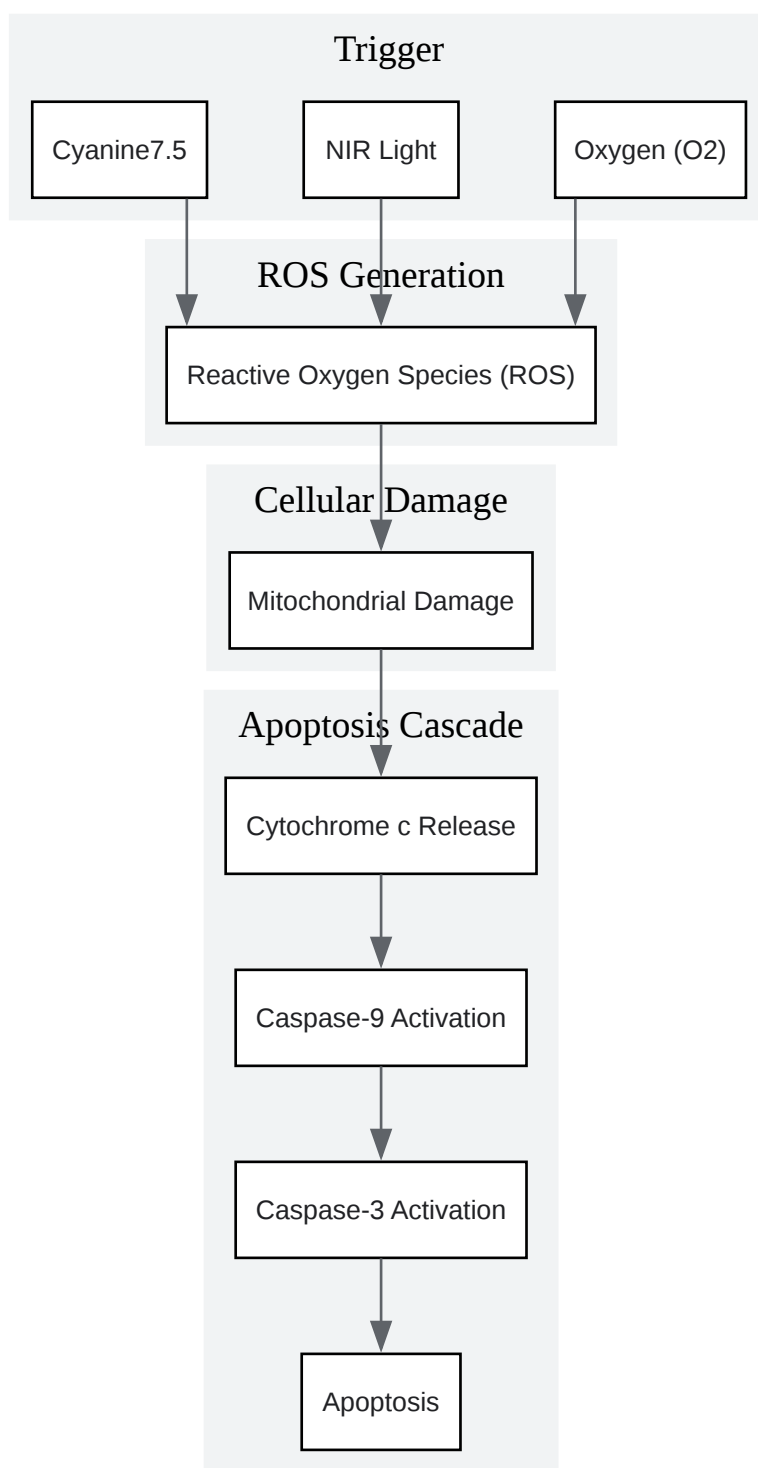 Trigger
Cyanine7.5
NIR Light
Oxygen (O2)
ROS Generation
Reactive Oxygen Species (ROS)
Cellular Damage
Mitochondrial Damage
Apoptosis Cascade
Cytochrome c Release
Caspase-9 Activation
Caspase-3 Activation
Apoptosis